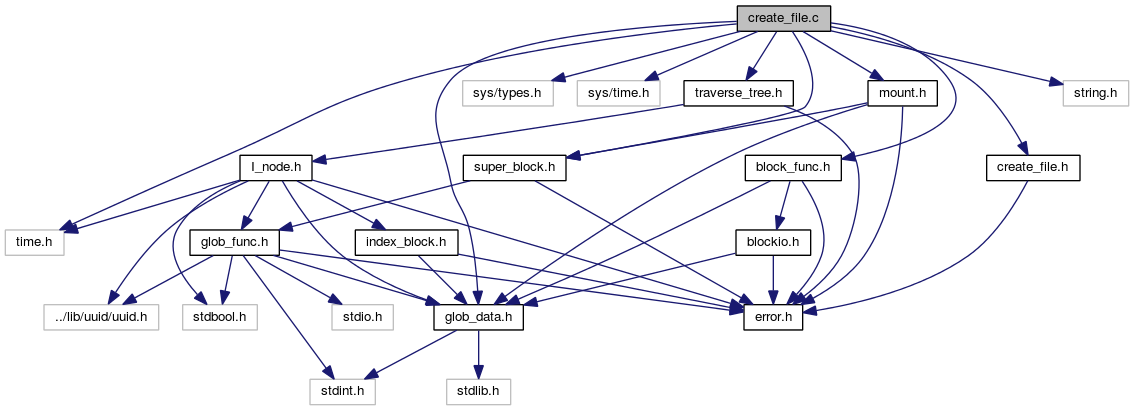 create_file.c
sys/types.h
sys/time.h
traverse_tree.h
mount.h
string.h
I_node.h
super_block.h
block_func.h
create_file.h
time.h
glob_func.h
index_block.h
blockio.h
../lib/uuid/uuid.h
stdbool.h
stdio.h
glob_data.h
error.h
stdint.h
stdlib.h